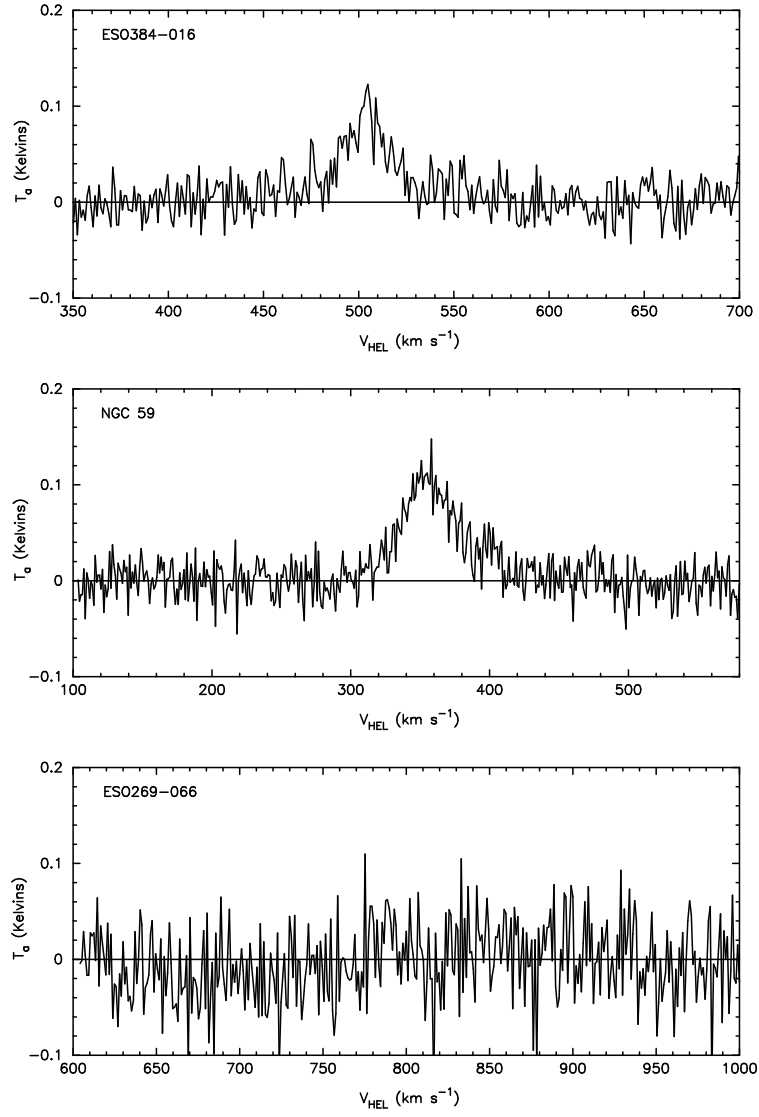 0.2
ESO384−016
0.1
T_a (Kelvins)
0
−0.1
350 400 450 500 550 600 650 700
V_HEL (km s^−1)
0.2
NGC 59
0.1
T_a (Kelvins)
0
−0.1
100 200 300 400 500
V_HEL (km s^−1)
0.2
ESO269−066
0.1
T_a (Kelvins)
0
−0.1
600 650 700 750 800 850 900 950 1000
V_HEL (km s^−1)